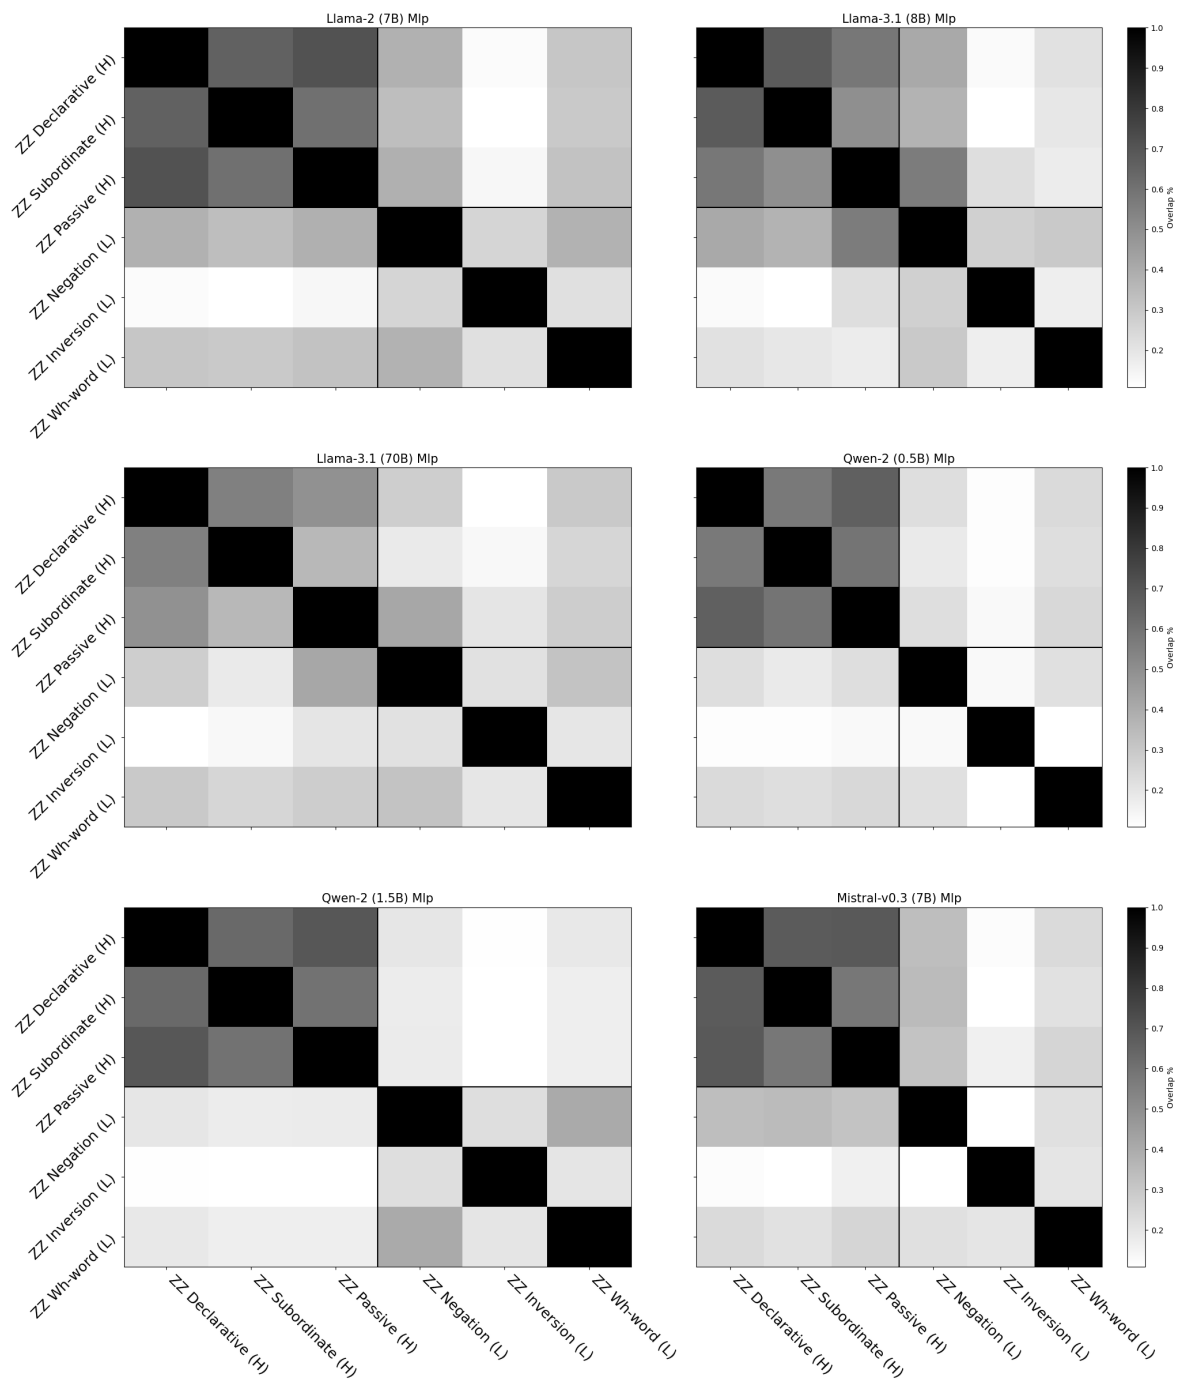 Llama-2 (7B) Mlp
Llama-3.1 (8B) Mlp
ZZ Declarative (H)
ZZ Subordinate (H)
ZZ Passive (H)
ZZ Negation (L)
ZZ Inversion (L)
ZZ Wh-word (L)
1.0
0.9
0.8
0.7
0.6
0.5
0.4
0.3
0.2
Overlap %
Llama-3.1 (70B) Mlp
Qwen-2 (0.5B) Mlp
ZZ Declarative (H)
ZZ Subordinate (H)
ZZ Passive (H)
ZZ Negation (L)
ZZ Inversion (L)
ZZ Wh-word (L)
1.0
0.9
0.8
0.7
0.6
0.5
0.4
0.3
0.2
Overlap %
Qwen-2 (1.5B) Mlp
Mistral-v0.3 (7B) Mlp
ZZ Declarative (H)
ZZ Subordinate (H)
ZZ Passive (H)
ZZ Negation (L)
ZZ Inversion (L)
ZZ Wh-word (L)
1.0
0.9
0.8
0.7
0.6
0.5
0.4
0.3
0.2
Overlap %
ZZ Declarative (H)
ZZ Subordinate (H)
ZZ Passive (H)
ZZ Negation (L)
ZZ Inversion (L)
ZZ Wh-word (L)
ZZ Declarative (H)
ZZ Subordinate (H)
ZZ Passive (H)
ZZ Negation (L)
ZZ Inversion (L)
ZZ Wh-word (L)